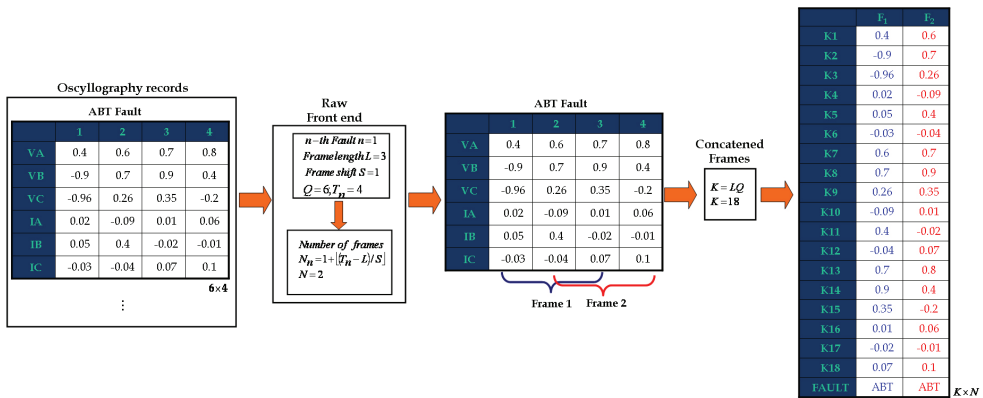 Oscyllography records
ABT Fault
1 2 3 4
VA 0.4 0.6 0.7 0.8
VB -0.9 0.7 0.9 0.4
VC -0.96 0.26 0.35 -0.2
IA 0.02 -0.09 0.01 0.06
IB 0.05 0.4 -0.02 -0.01
IC -0.03 -0.04 0.07 0.1
6×4
⋮
Raw
Front end
n-th Fault n=1
Frame length L=3
Frame shift S=1
Q=6, Tn=4
Number of frames
Nn=1+⌊(Tn-L)/S⌋
N=2
ABT Fault
1 2 3 4
VA 0.4 0.6 0.7 0.8
VB -0.9 0.7 0.9 0.4
VC -0.96 0.26 0.35 -0.2
IA 0.02 -0.09 0.01 0.06
IB 0.05 0.4 -0.02 -0.01
IC -0.03 -0.04 0.07 0.1
Frame 1 Frame 2
Concatened
Frames
K=LQ
K=18
F1 F2
K1 0.4 0.6
K2 -0.9 0.7
K3 -0.96 0.26
K4 0.02 -0.09
K5 0.05 0.4
K6 -0.03 -0.04
K7 0.6 0.7
K8 0.7 0.9
K9 0.26 0.35
K10 -0.09 0.01
K11 0.4 -0.02
K12 -0.04 0.07
K13 0.7 0.8
K14 0.9 0.4
K15 0.35 -0.2
K16 0.01 0.06
K17 -0.02 -0.01
K18 0.07 0.1
FAULT ABT ABT
K×N